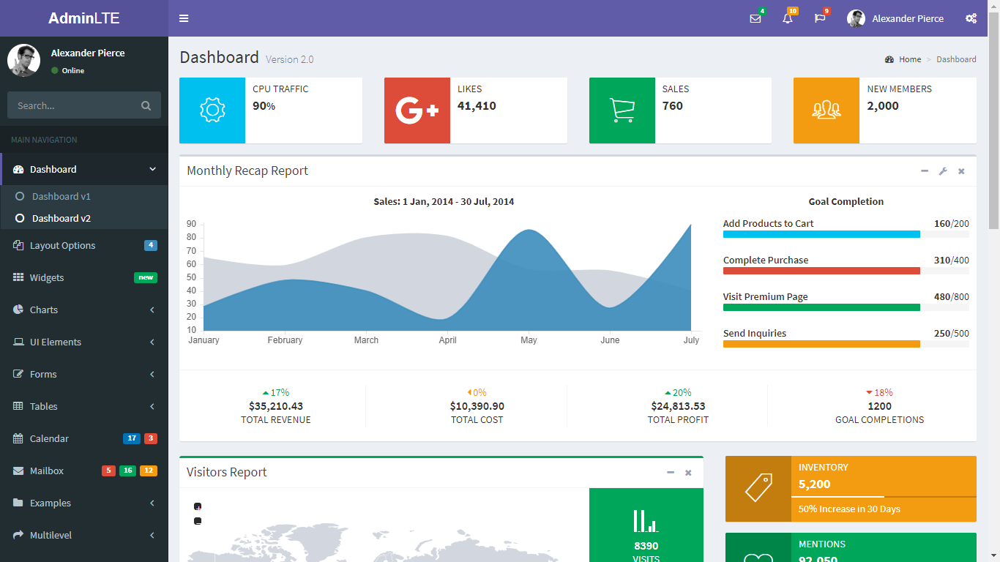 AdminLTE
4
10
9
Alexander Pierce
Alexander Pierce
Online
Search...
MAIN NAVIGATION
Dashboard
Dashboard v1
Dashboard v2
Layout Options 4
Widgets new
Charts
UI Elements
Forms
Tables
Calendar 17 3
Mailbox 5 16 12
Examples
Multilevel
Dashboard Version 2.0
Home > Dashboard
CPU TRAFFIC
90%
G+
LIKES
41,410
SALES
760
NEW MEMBERS
2,000
Monthly Recap Report
Sales: 1 Jan, 2014 - 30 Jul, 2014
90
80
70
60
50
40
30
20
10
January February March April May June July
Goal Completion
Add Products to Cart 160/200
Complete Purchase 310/400
Visit Premium Page 480/800
Send Inquiries 250/500
17%
$35,210.43
TOTAL REVENUE
0%
$10,390.90
TOTAL COST
20%
$24,813.53
TOTAL PROFIT
18%
1200
GOAL COMPLETIONS
Visitors Report
+
8390
VISITS
INVENTORY
5,200
50% Increase in 30 Days
MENTIONS
92,050